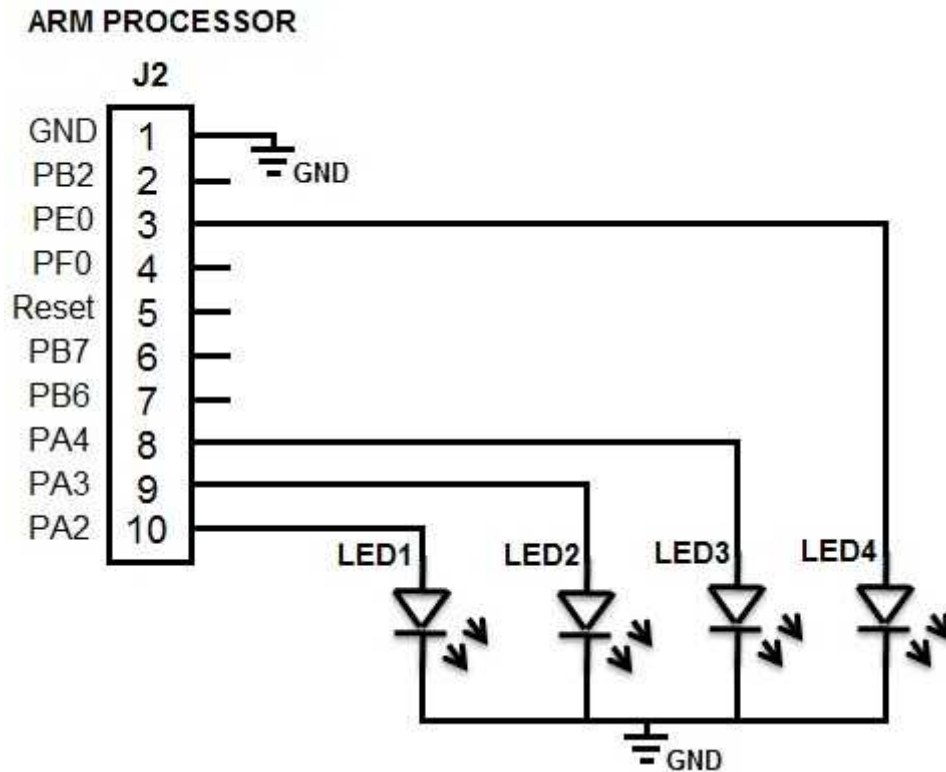 ARM PROCESSOR
J2
GND 1
GND
PB2 2
PE0 3
PF0 4
Reset 5
PB7 6
PB6 7
PA4 8
PA3 9
PA2 10
LED1 LED2 LED3 LED4
GND